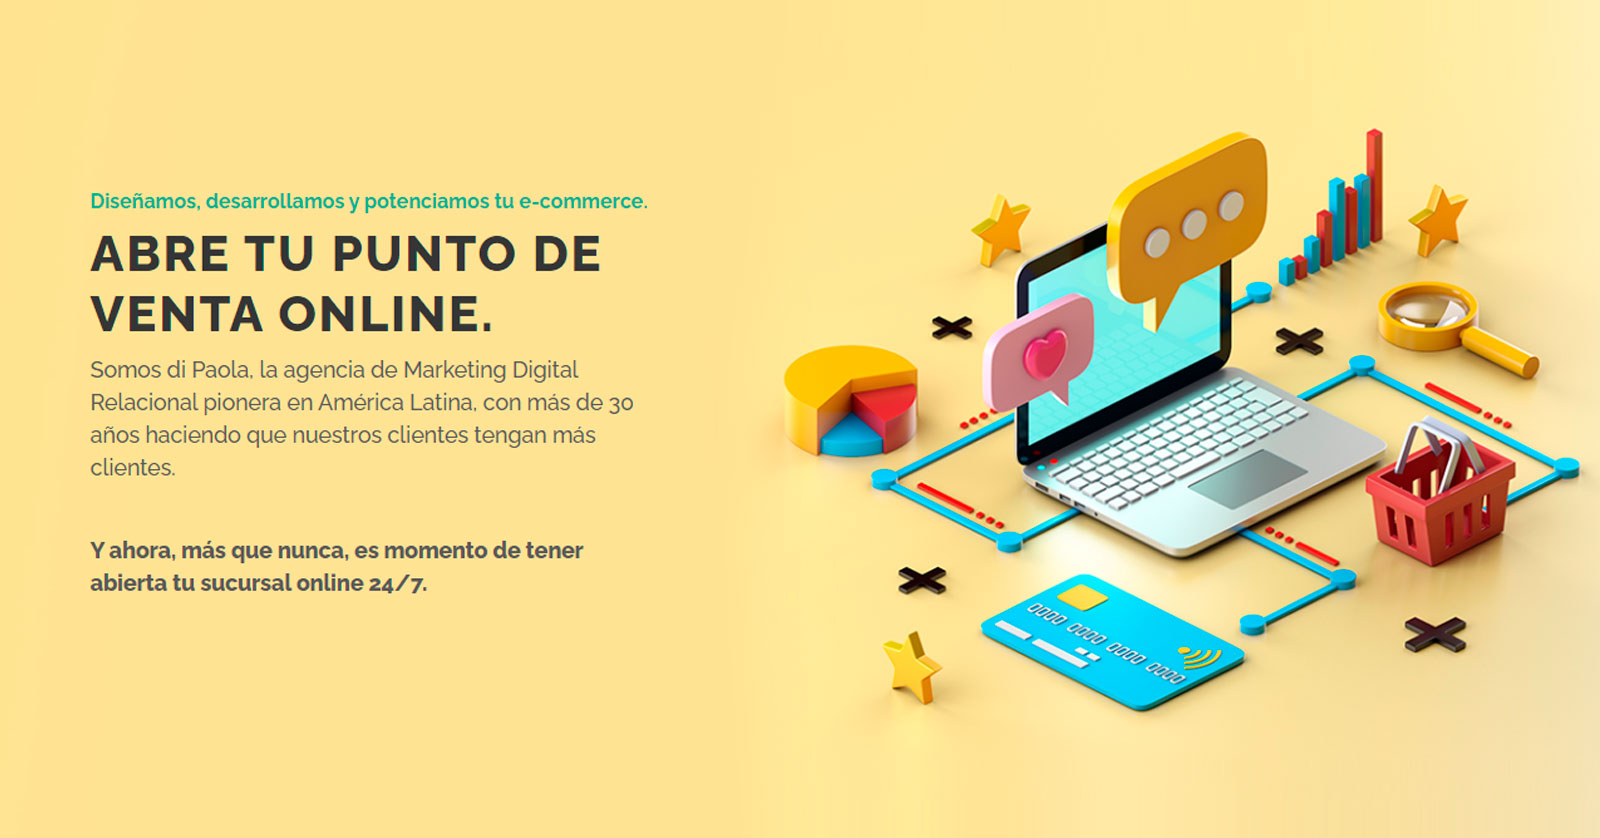 Diseñamos, desarrollamos y potenciamos tu e-commerce.
ABRE TU PUNTO DE
VENTA ONLINE.
Somos di Paola, la agencia de Marketing Digital
Relacional pionera en América Latina, con más de 30
años haciendo que nuestros clientes tengan más
clientes.
Y ahora, más que nunca, es momento de tener
abierta tu sucursal online 24/7.
0000 0000 0000 0000